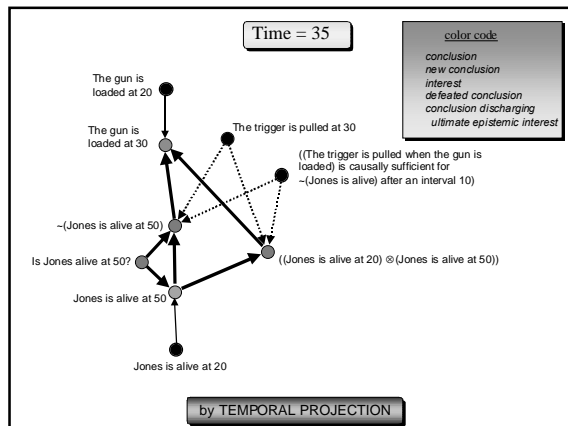 Time = 35
color code
conclusion
new conclusion
interest
defeated conclusion
conclusion discharging
ultimate epistemic interest
The gun is
loaded at 20
The gun is
loaded at 30
The trigger is pulled at 30
((The trigger is pulled when the gun is
loaded) is causally sufficient for
~(Jones is alive) after an interval 10)
~(Jones is alive at 50)
Is Jones alive at 50?
((Jones is alive at 20) ⊗(Jones is alive at 50))
Jones is alive at 50
Jones is alive at 20
by TEMPORAL PROJECTION